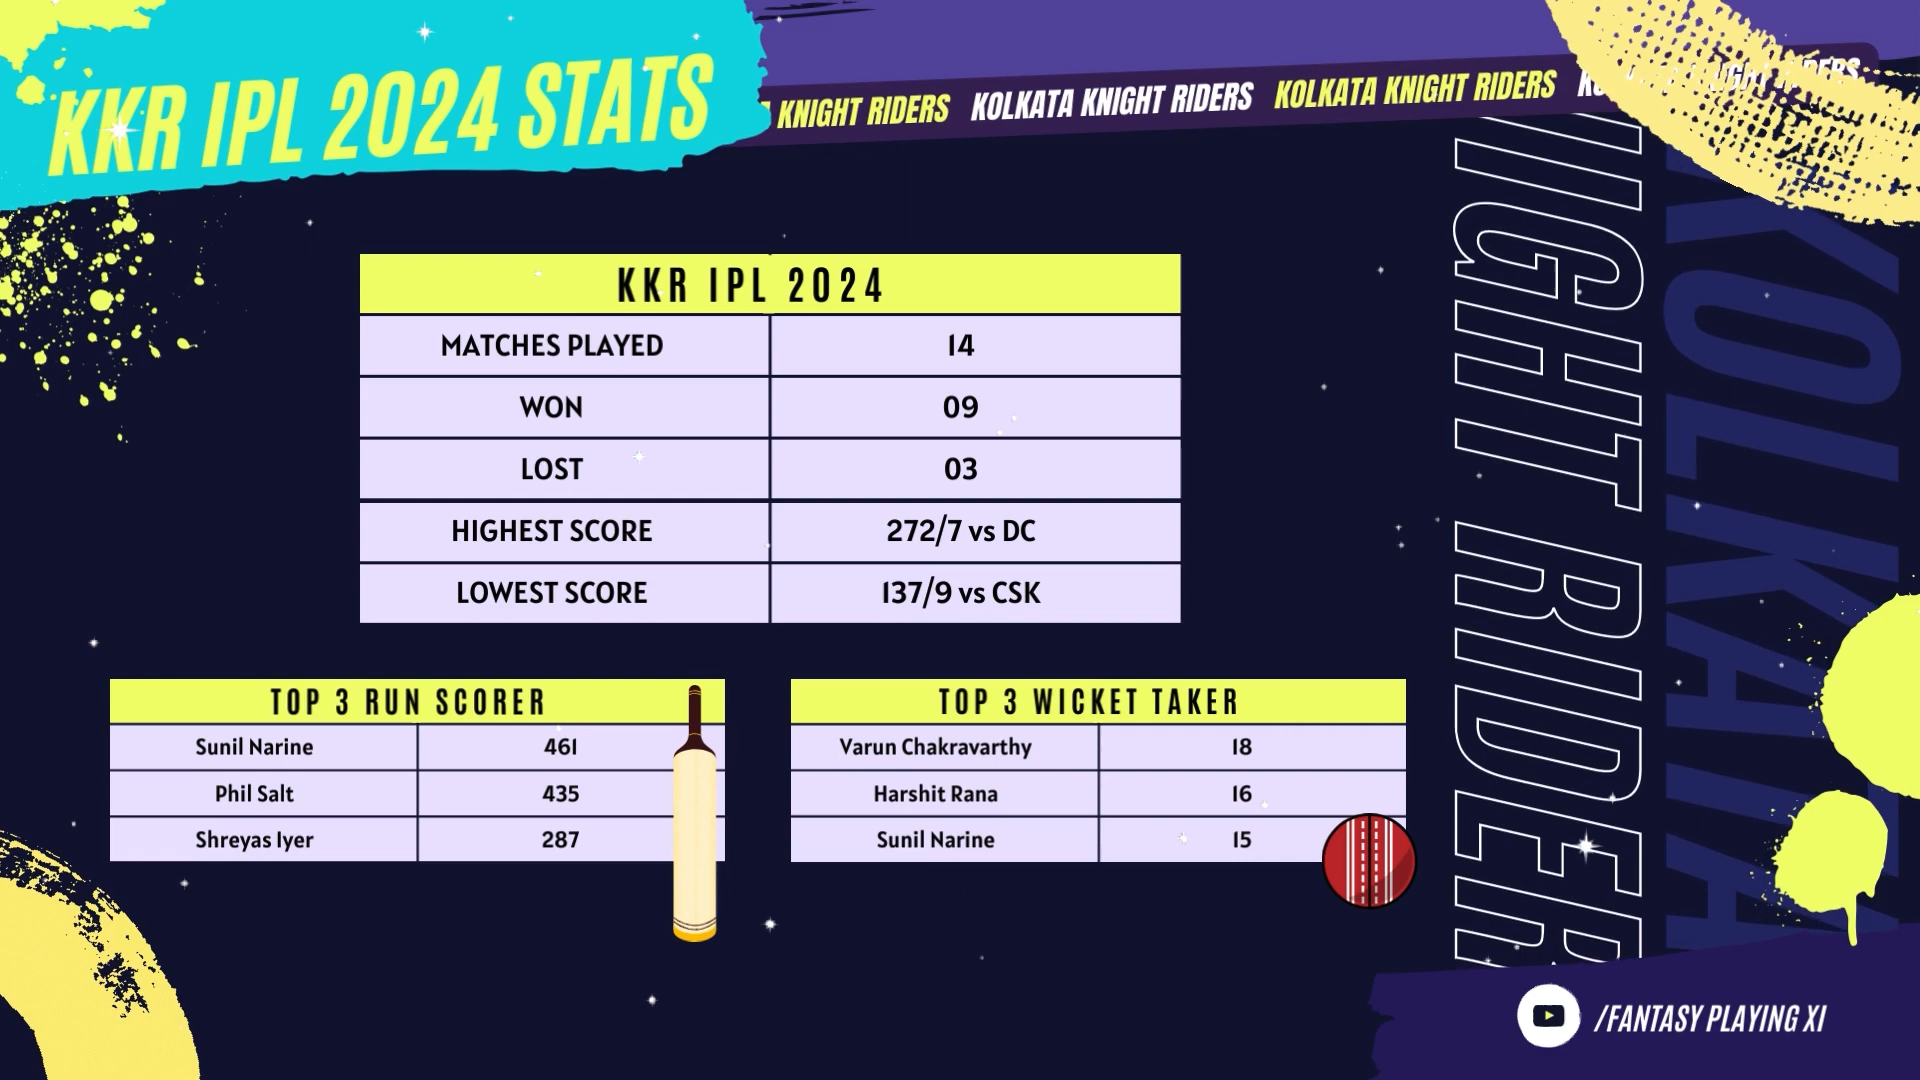 KKR IPL 2024 STATS
KNIGHT RIDERS KOLKATA KNIGHT RIDERS KOLKATA KNIGHT RIDERS
KKR IPL 2024
MATCHES PLAYED 14
WON 09
LOST 03
HIGHEST SCORE 272/7 vs DC
LOWEST SCORE 137/9 vs CSK
TOP 3 RUN SCORER
Sunil Narine 461
Phil Salt 435
Shreyas Iyer 287
TOP 3 WICKET TAKER
Varun Chakravarthy 18
Harshit Rana 16
Sunil Narine 15
KOLKATA
RIDER
/FANTASY PLAYING XI